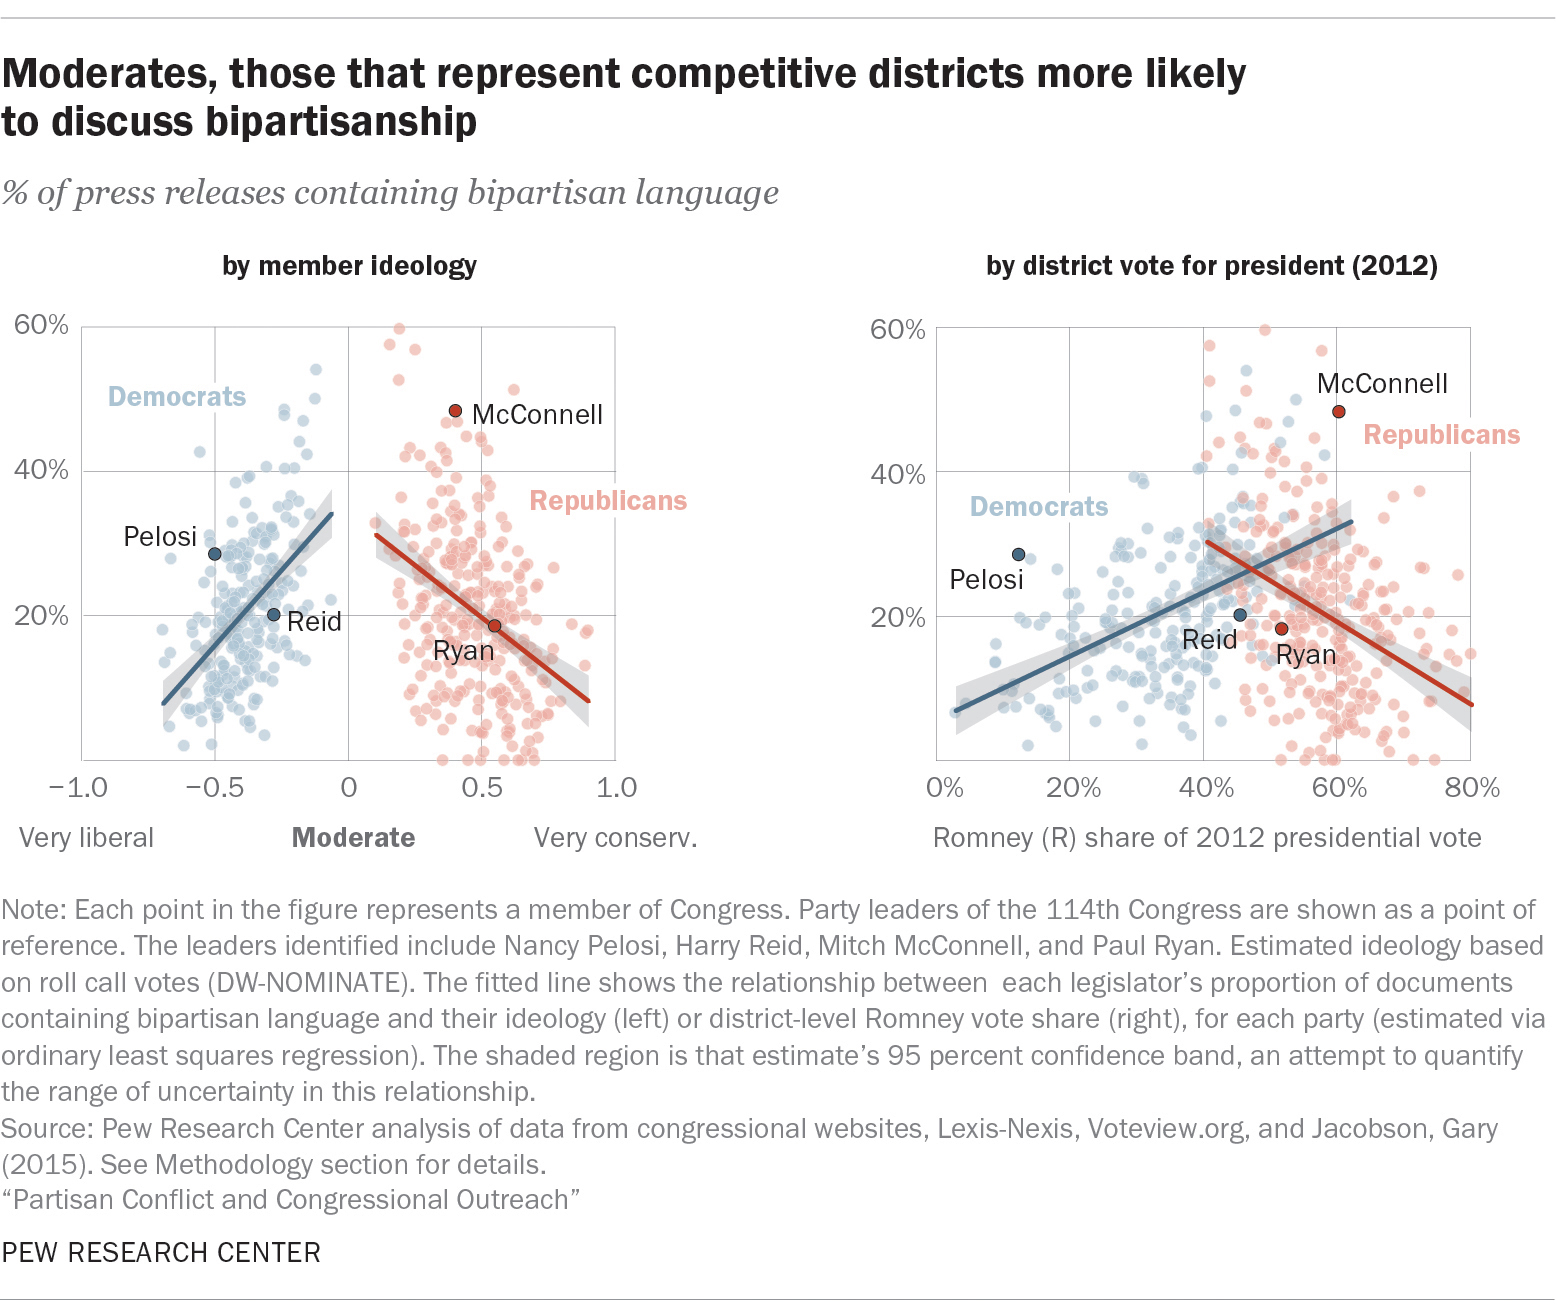 Moderates, those that represent competitive districts more likely
to discuss bipartisanship
% of press releases containing bipartisan language
by member ideology
60%
40%
20%
Democrats
McConnell
Republicans
Pelosi
Reid
Ryan
−1.0 −0.5 0 0.5 1.0
Very liberal Moderate Very conserv.
by district vote for president (2012)
60%
40%
20%
McConnell
Republicans
Democrats
Pelosi
Reid
Ryan
0% 20% 40% 60% 80%
Romney (R) share of 2012 presidential vote
Note: Each point in the figure represents a member of Congress. Party leaders of the 114th Congress are shown as a point of
reference. The leaders identified include Nancy Pelosi, Harry Reid, Mitch McConnell, and Paul Ryan. Estimated ideology based
on roll call votes (DW-NOMINATE). The fitted line shows the relationship between each legislator’s proportion of documents
containing bipartisan language and their ideology (left) or district-level Romney vote share (right), for each party (estimated via
ordinary least squares regression). The shaded region is that estimate’s 95 percent confidence band, an attempt to quantify
the range of uncertainty in this relationship.
Source: Pew Research Center analysis of data from congressional websites, Lexis-Nexis, Voteview.org, and Jacobson, Gary
(2015). See Methodology section for details.
“Partisan Conflict and Congressional Outreach”
PEW RESEARCH CENTER